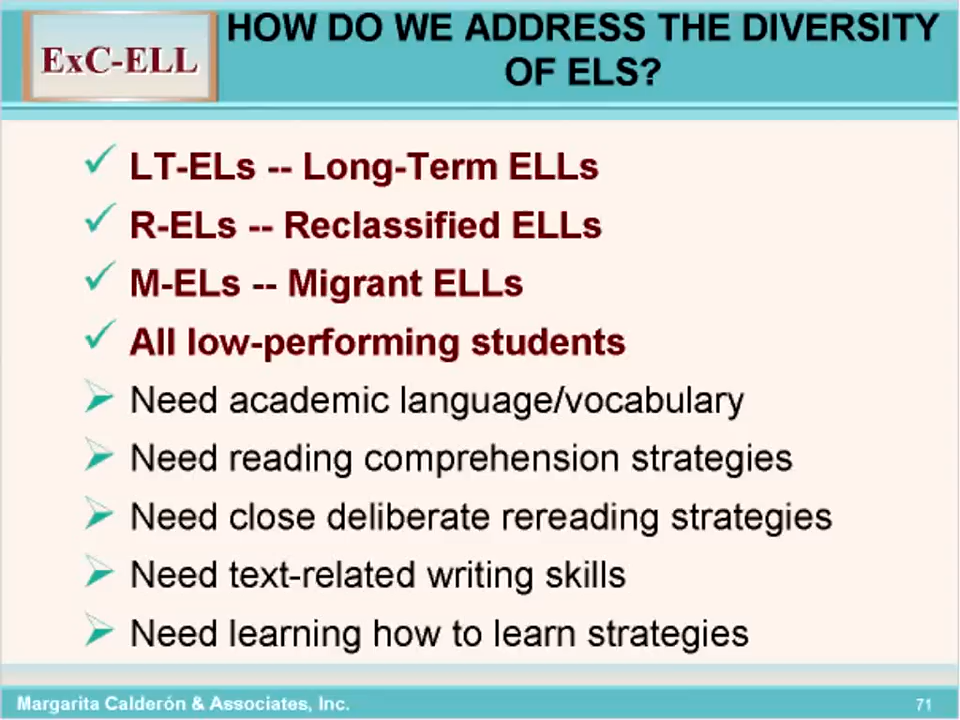 ExC-ELL
HOW DO WE ADDRESS THE DIVERSITY
OF ELS?
LT-ELs -- Long-Term ELLs
R-ELs -- Reclassified ELLs
M-ELs -- Migrant ELLs
All low-performing students
Need academic language/vocabulary
Need reading comprehension strategies
Need close deliberate rereading strategies
Need text-related writing skills
Need learning how to learn strategies
Margarita Calderón & Associates, Inc.
71